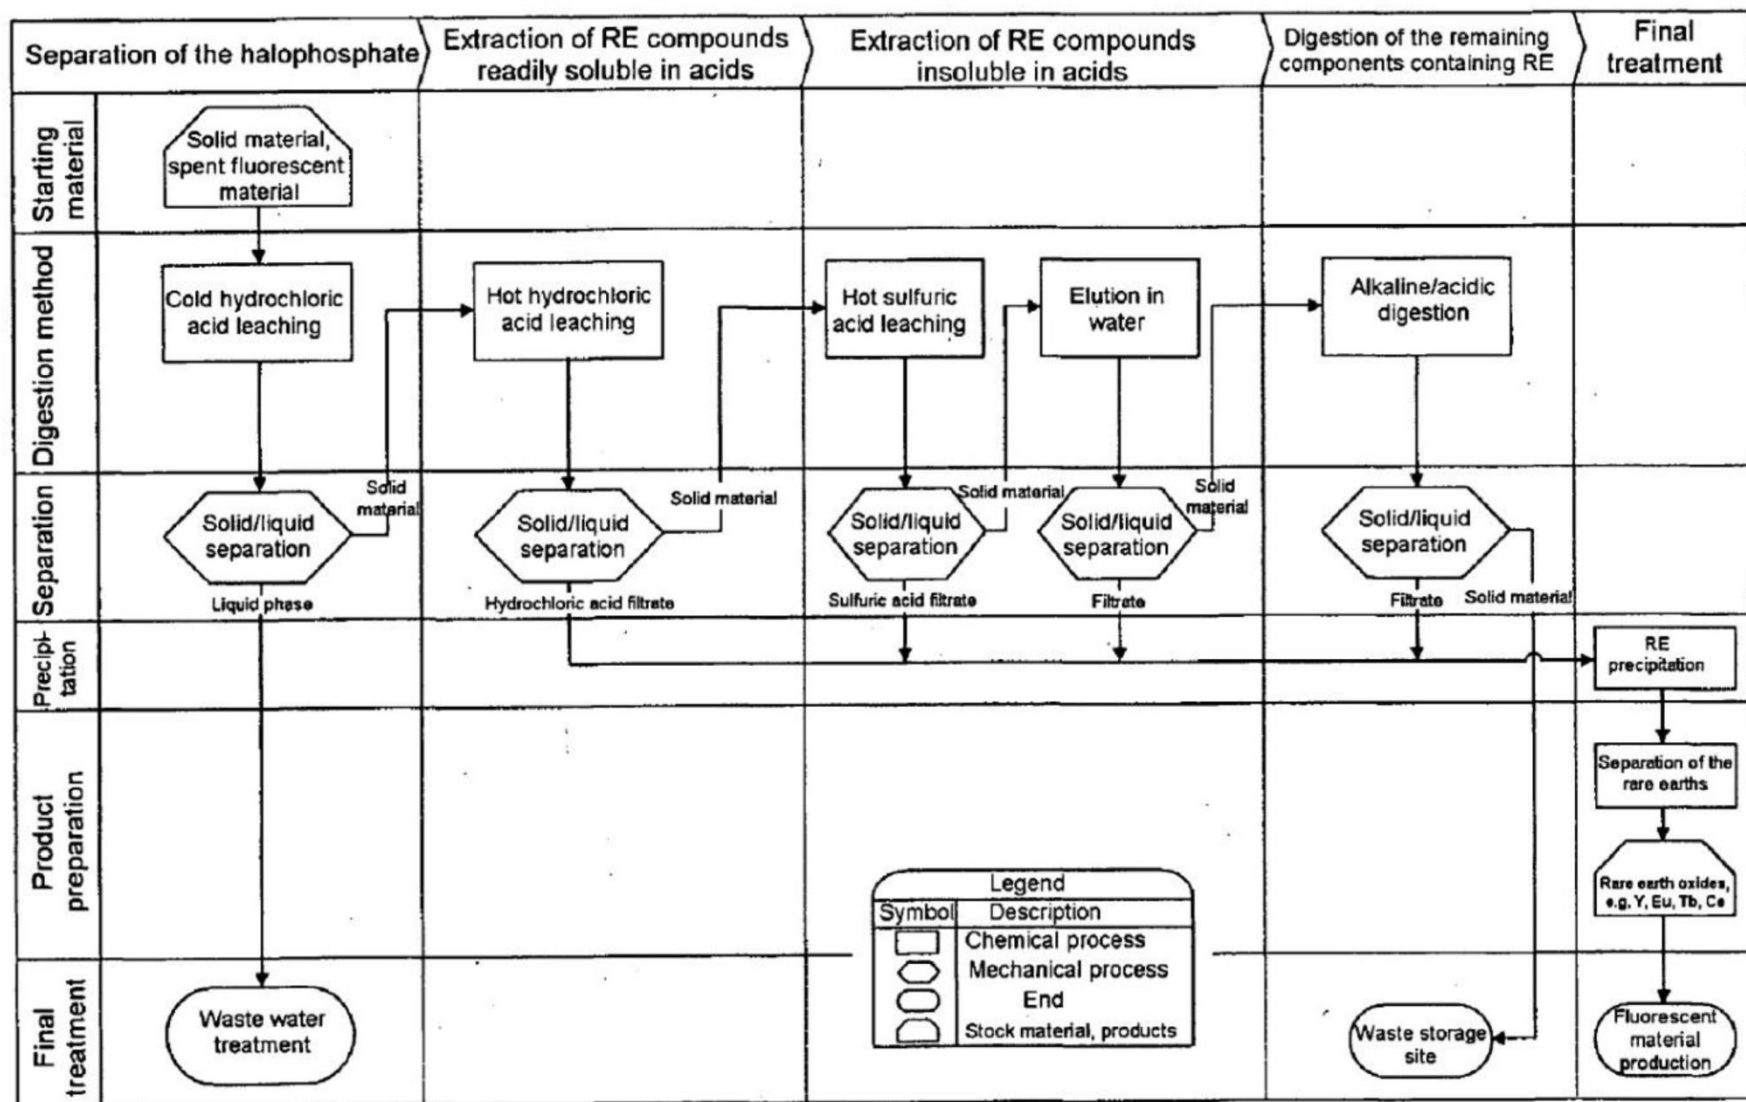 Separation of the halophosphate
Extraction of RE compounds
readily soluble in acids
Extraction of RE compounds
insoluble in acids
Digestion of the remaining
components containing RE
Final
treatment
Starting
material
Solid material,
spent fluorescent
material
Digestion method
Cold hydrochloric
acid leaching
Hot hydrochloric
acid leaching
Hot sulfuric
acid leaching
Elution in
water
Alkaline/acidic
digestion
Separation
Solid/liquid
separation
Solid
material
Solid/liquid
separation
Solid material
Solid/liquid
separation
Solid material
Solid/liquid
separation
Solid
material
Solid/liquid
separation
Liquid phase
Hydrochloric acid filtrate
Sulfuric acid filtrate
Filtrate
Filtrate
Solid material
Precipi-
tation
RE
precipitation
Product
preparation
Separation of the
rare earths
Rare earth oxides,
e.g. Y, Eu, Tb, Ce
Legend
Symbol
Description
Chemical process
Mechanical process
End
Stock material, products
Final
treatment
Waste water
treatment
Waste storage
site
Fluorescent
material
production